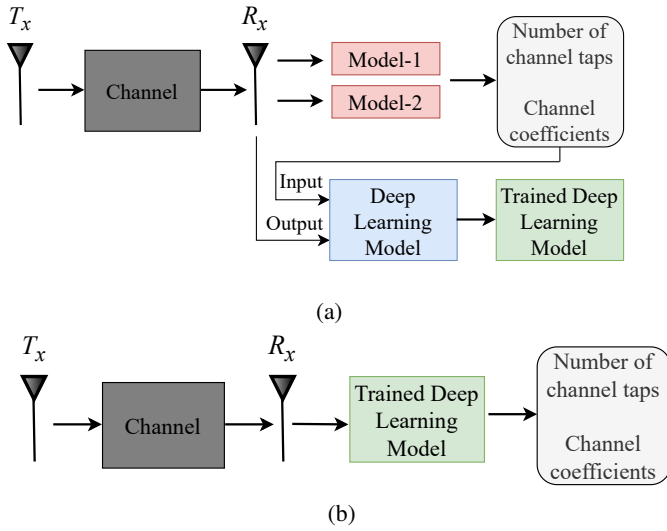 T_x
R_x
Channel
Model-1
Model-2
Number of
channel taps
Channel
coefficients
Input
Output
Deep
Learning
Model
Trained Deep
Learning
Model
(a)
T_x
R_x
Channel
Trained Deep
Learning
Model
Number of
channel taps
Channel
coefficients
(b)